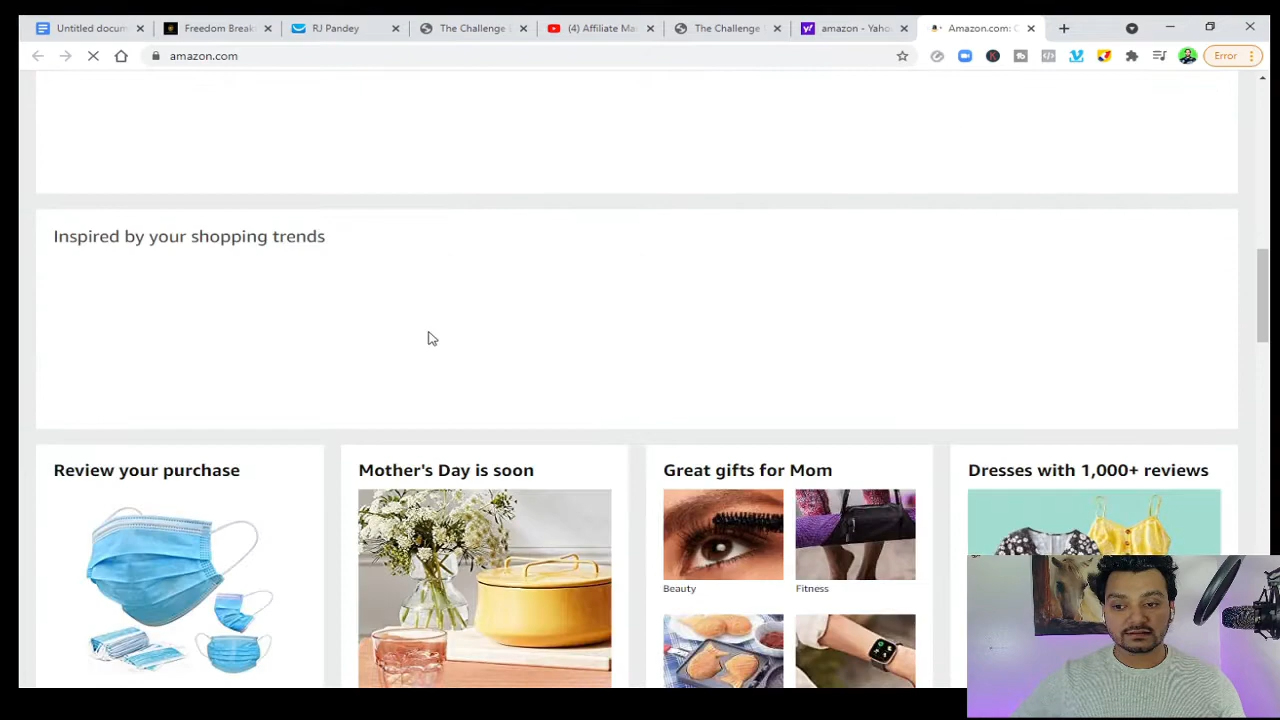 Untitled docum
Freedom Break
RJ Pandey
The Challenge
(4) Affiliate Ma
The Challenge
amazon - Yaho
Amazon.com:
amazon.com
Error
Inspired by your shopping trends
Review your purchase
Mother's Day is soon
Great gifts for Mom
Dresses with 1,000+ reviews
Beauty
Fitness